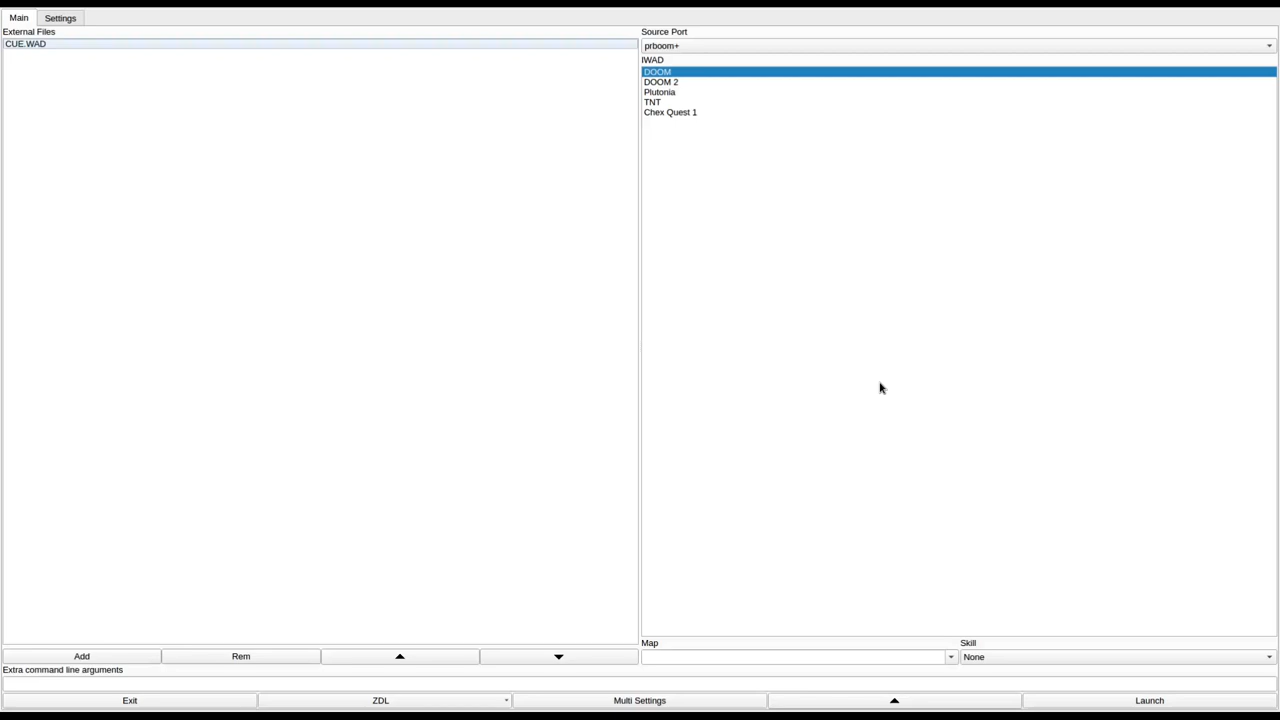 Main Settings
External Files
CUE.WAD
Source Port
prboom+
IWAD
DOOM
DOOM 2
Plutonia
TNT
Chex Quest 1
Add Rem
Map Skill
None
Extra command line arguments
Exit ZDL Multi Settings Launch